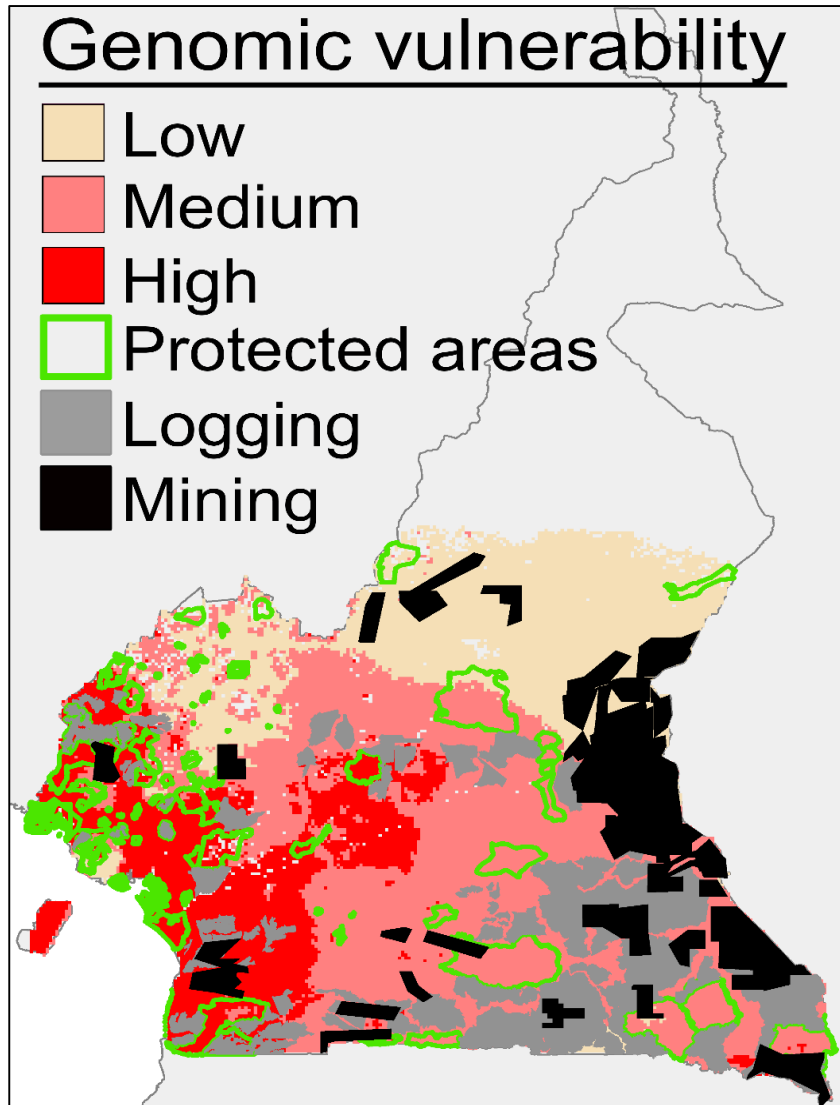 Genomic vulnerability
Low
Medium
High
Protected areas
Logging
Mining